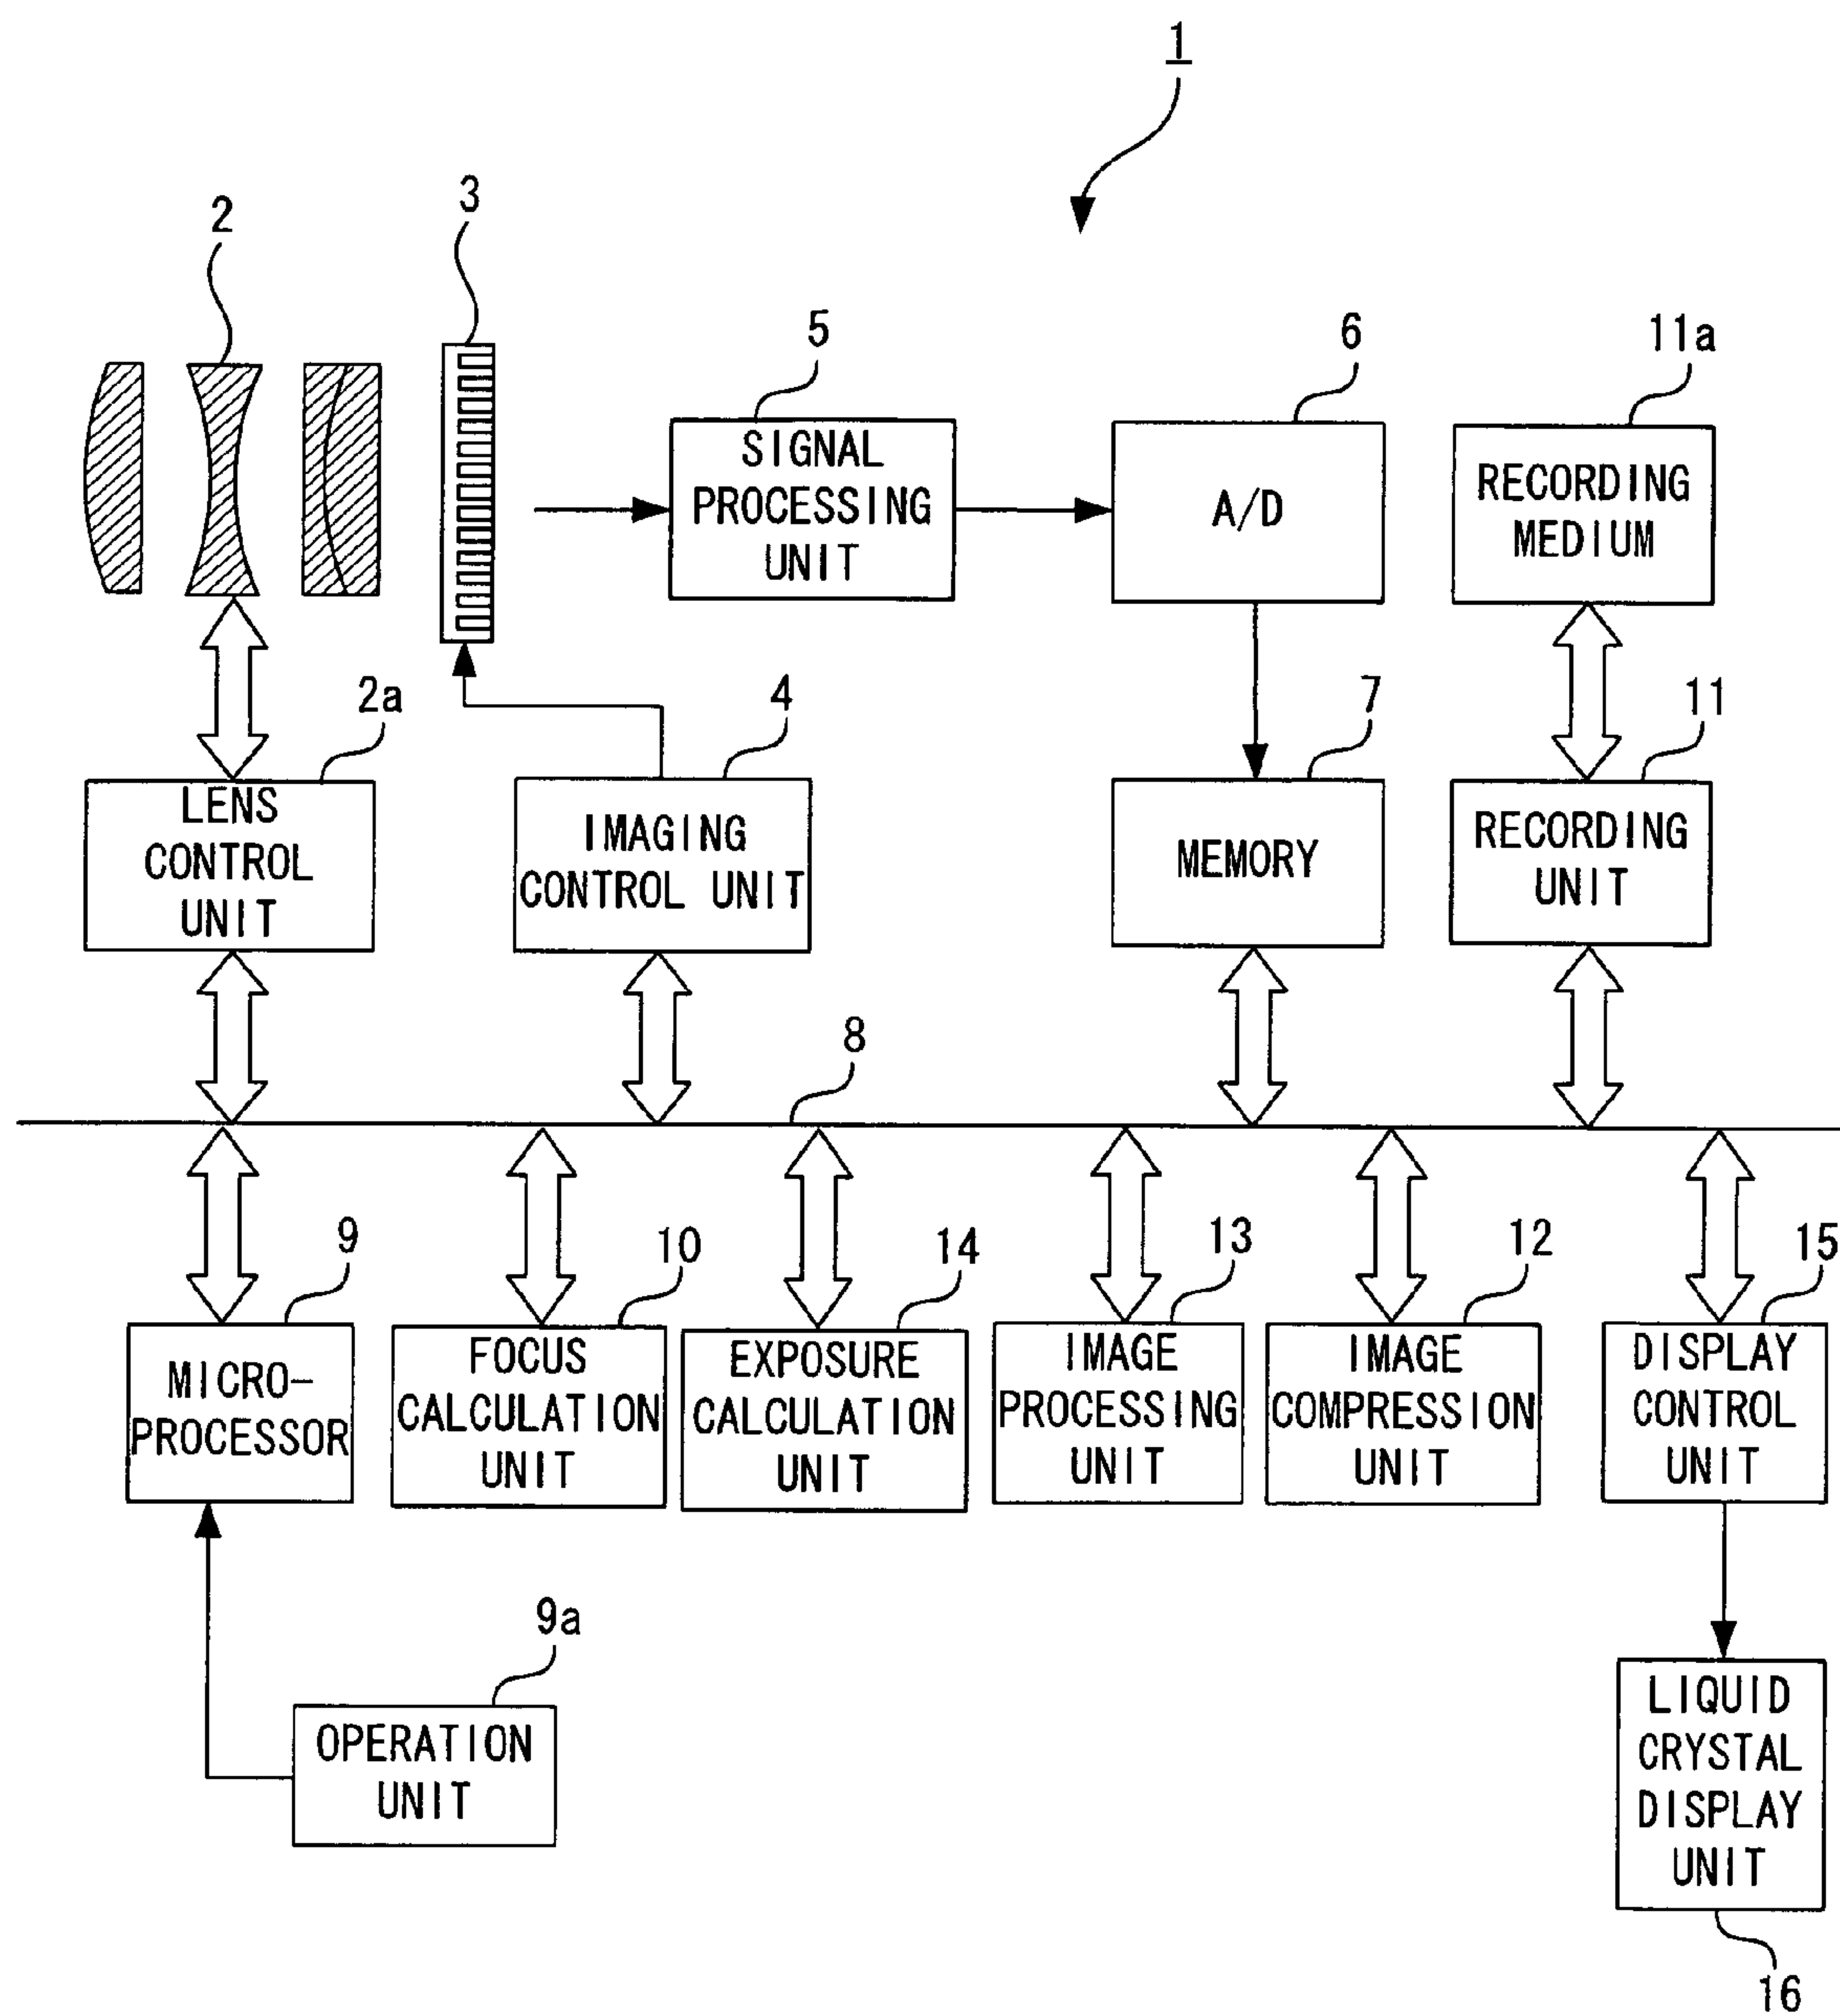 1
2
3
5
6
11a
SIGNAL
PROCESSING
UNIT
A/D
RECORDING
MEDIUM
2a
4
7
11
LENS
CONTROL
UNIT
IMAGING
CONTROL UNIT
MEMORY
RECORDING
UNIT
8
9
10
14
13
12
15
MICRO-
PROCESSOR
FOCUS
CALCULATION
UNIT
EXPOSURE
CALCULATION
UNIT
IMAGE
PROCESSING
UNIT
IMAGE
COMPRESSION
UNIT
DISPLAY
CONTROL
UNIT
9a
OPERATION
UNIT
LIQUID
CRYSTAL
DISPLAY
UNIT
16